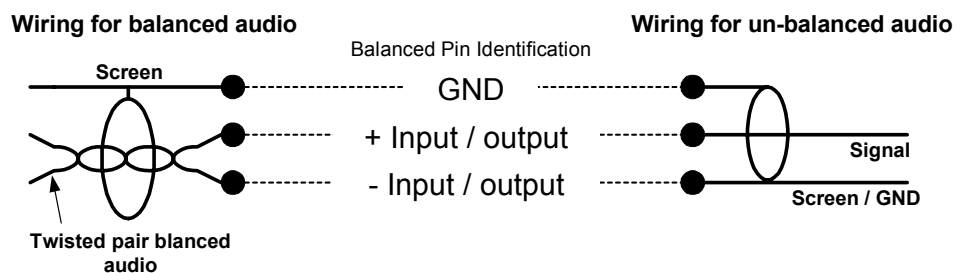 Wiring for balanced audio
Wiring for un-balanced audio
Balanced Pin Identification
Screen
GND
+ Input / output
Signal
- Input / output
Screen / GND
Twisted pair blanced
audio